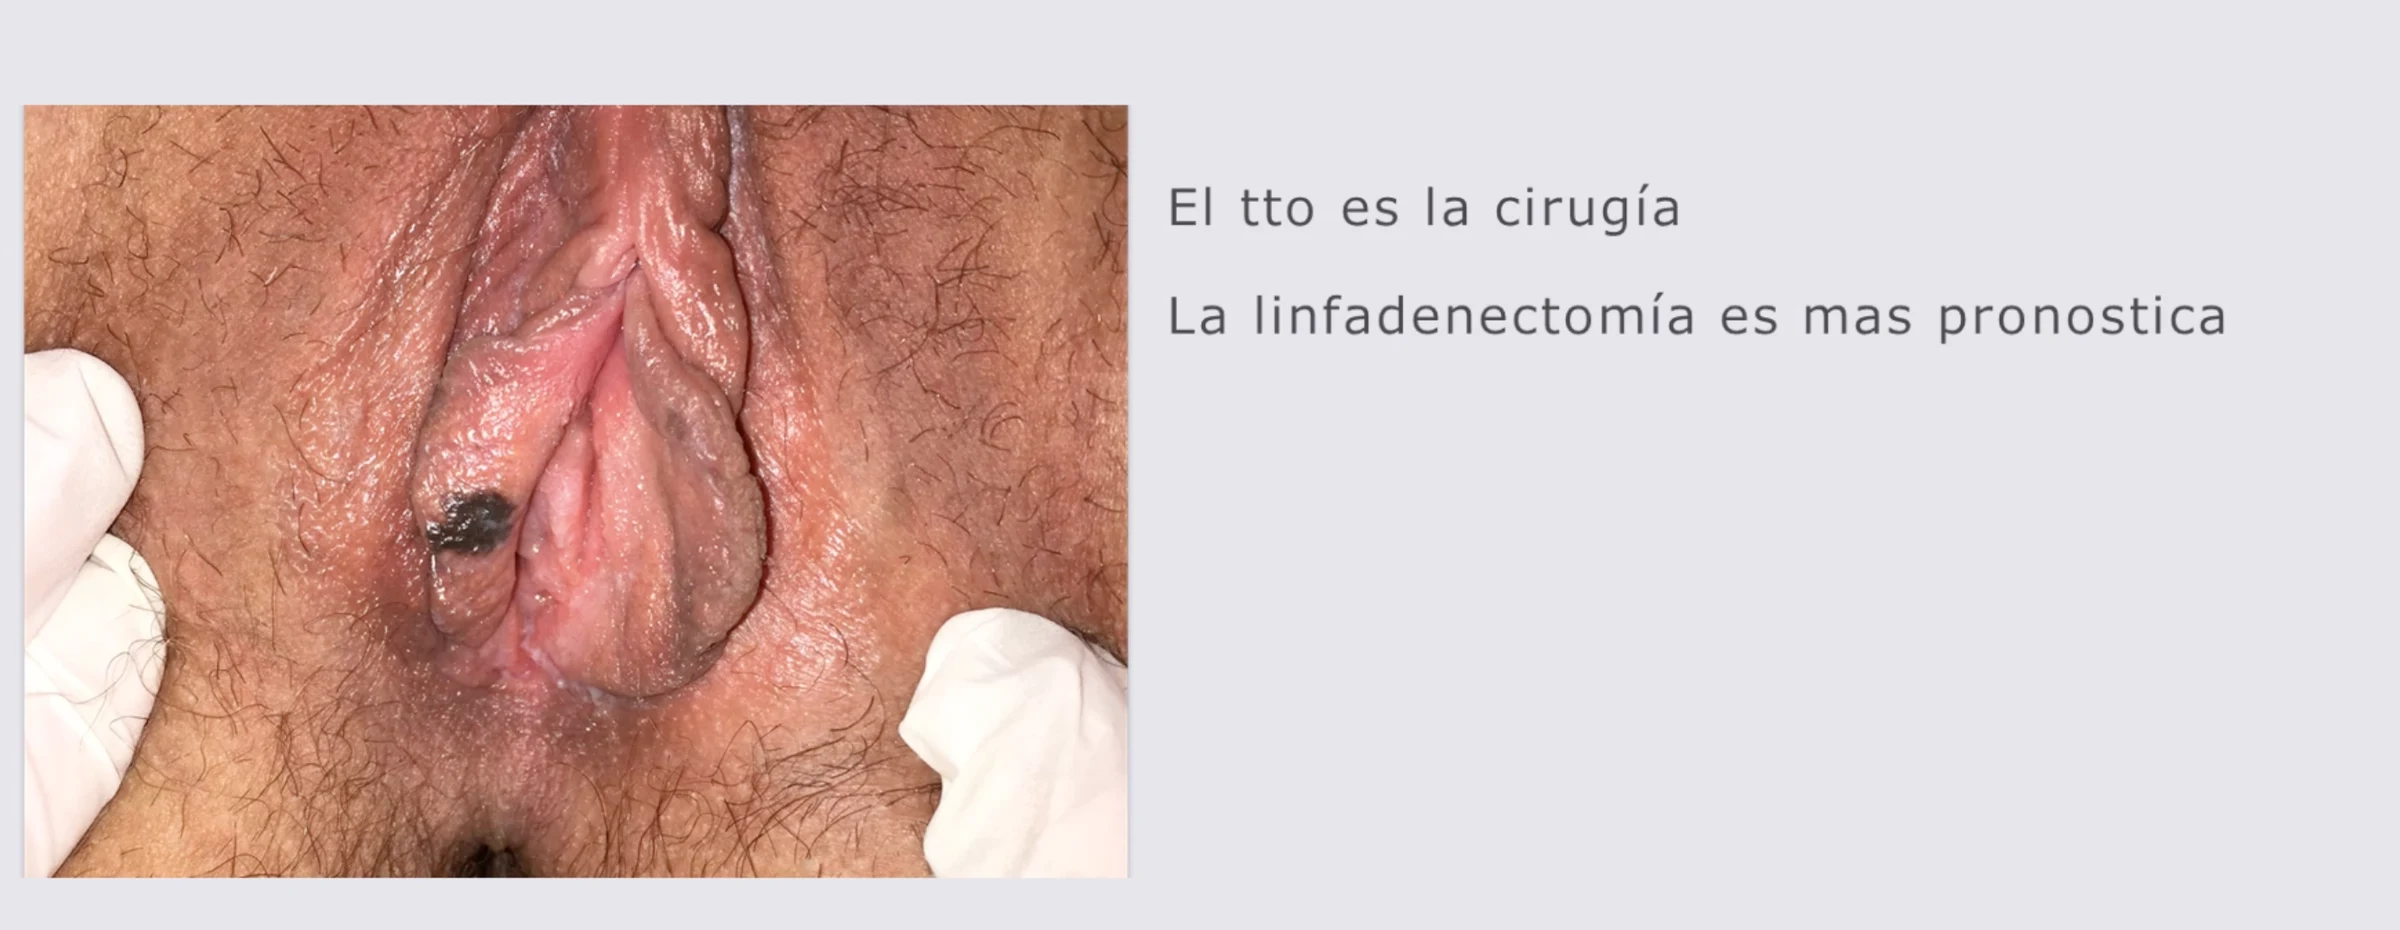 El tto es la cirugía
La linfadenectomía es mas pronostica